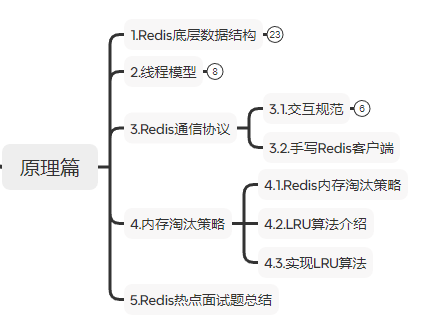 原理篇
1.Redis底层数据结构 23
2.线程模型 8
3.Redis通信协议
3.1.交互规范 6
3.2.手写Redis客户端
4.内存淘汰策略
4.1.Redis内存淘汰策略
4.2.LRU算法介绍
4.3.实现LRU算法
5.Redis热点面试题总结